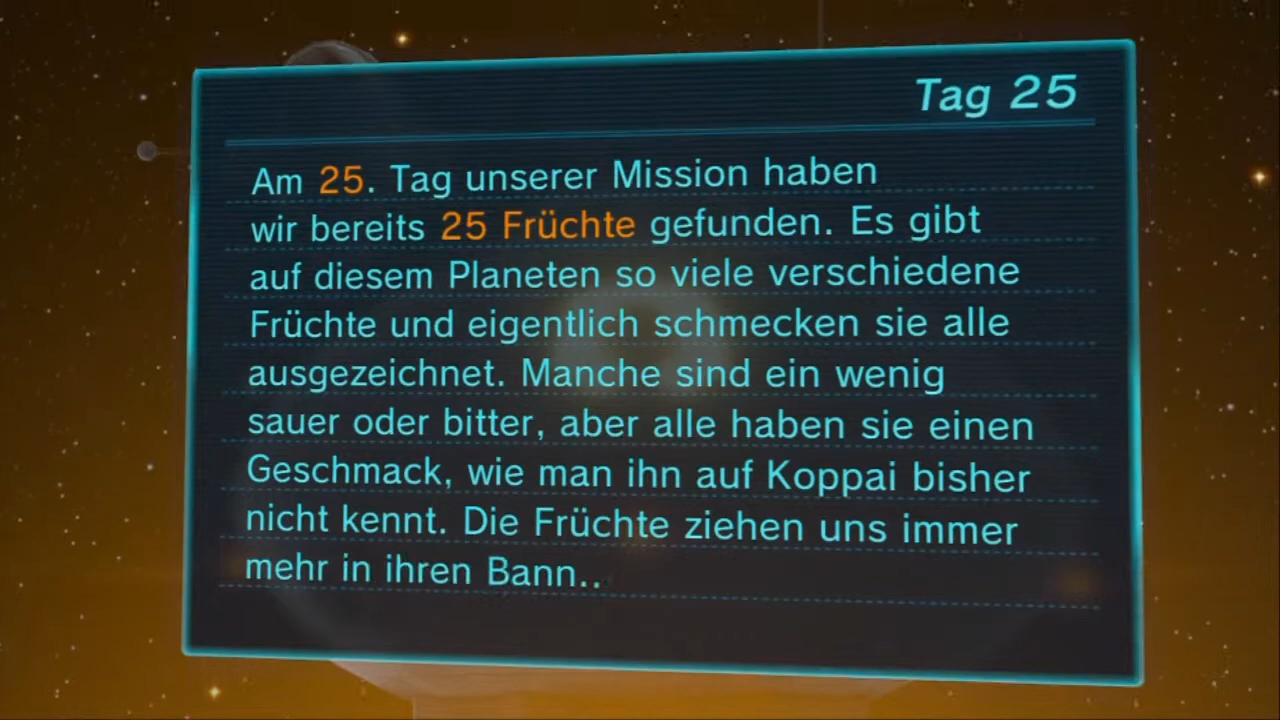 Tag 25
Am 25. Tag unserer Mission haben
wir bereits 25 Früchte gefunden. Es gibt
auf diesem Planeten so viele verschiedene
Früchte und eigentlich schmecken sie alle
ausgezeichnet. Manche sind ein wenig
sauer oder bitter, aber alle haben sie einen
Geschmack, wie man ihn auf Koppai bisher
nicht kennt. Die Früchte ziehen uns immer
mehr in ihren Bann..